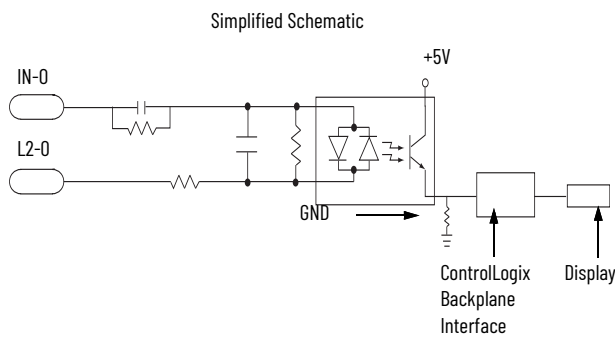 Simplified Schematic
+5V
IN-0
L2-0
GND
ControlLogix
Backplane
Interface
Display